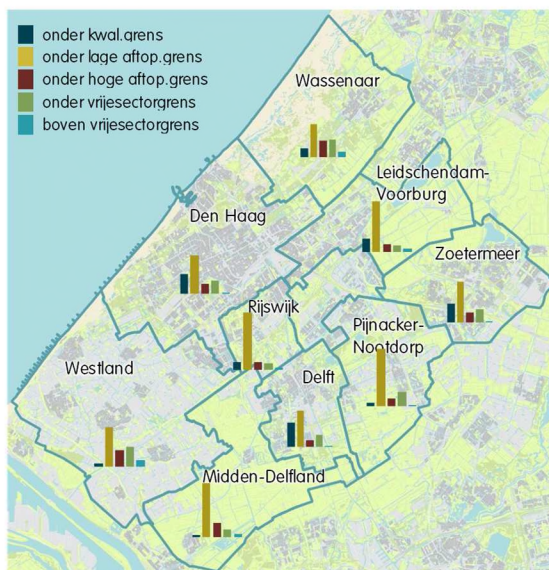 onder kwal.grens
onder lage aftop.grens
onder hoge aftop.grens
onder vrijesectorgrens
boven vrijesectorgrens
Wassenaar
Leidschendam-
Voorburg
Den Haag
Zoetermeer
Rijswijk
Pijnacker-
Nootdorp
Westland
Delft
Midden-Delfland